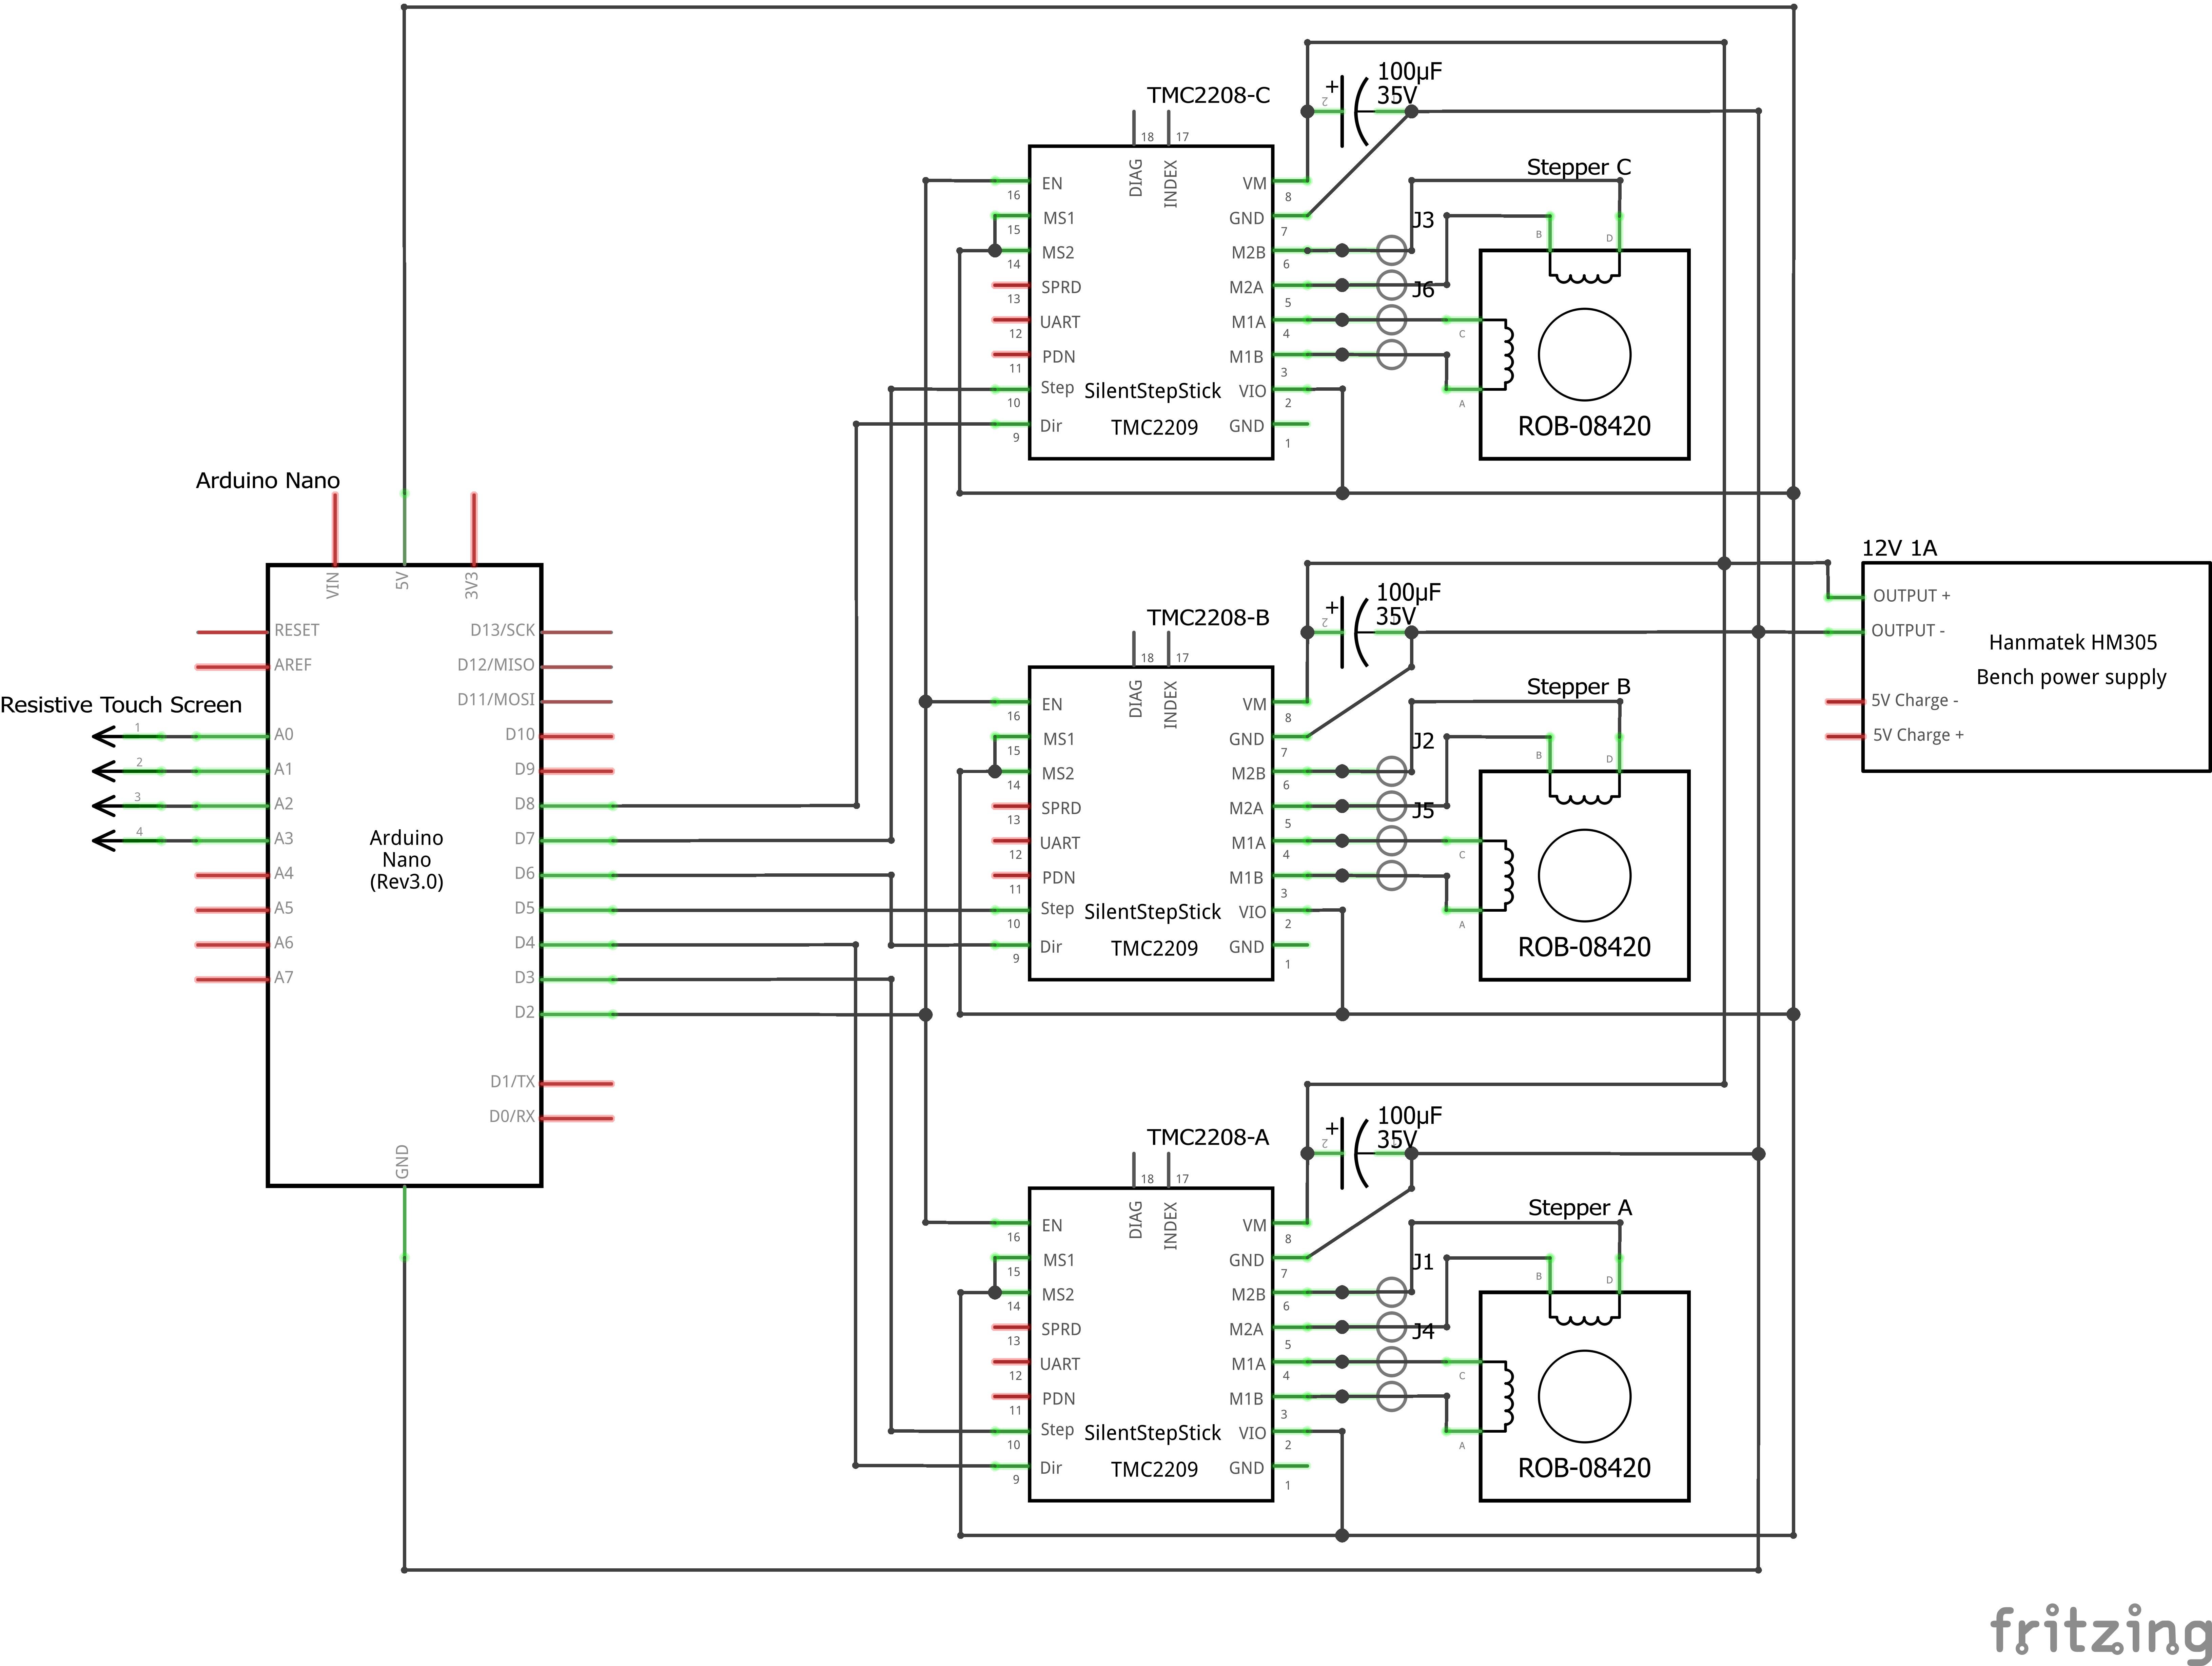 TMC2208-C
+
2
100µF
35V
18
17
DIAG
INDEX
EN
16
MS1
15
MS2
14
SPRD
13
UART
12
PDN
11
Step
10
Dir
9
SilentStepStick
TMC2209
VM
8
GND
7
M2B
6
M2A
5
M1A
4
M1B
3
VIO
2
GND
1
J3
J6
Stepper C
B
D
C
A
ROB-08420
Arduino Nano
VIN
5V
3V3
RESET
AREF
Resistive Touch Screen
1
A0
2
A1
3
A2
4
A3
A4
A5
A6
A7
D13/SCK
D12/MISO
D11/MOSI
D10
D9
D8
D7
D6
D5
D4
D3
D2
D1/TX
D0/RX
GND
Arduino
Nano
(Rev3.0)
TMC2208-B
+
2
100µF
35V
18
17
DIAG
INDEX
EN
16
MS1
15
MS2
14
SPRD
13
UART
12
PDN
11
Step
10
Dir
9
SilentStepStick
TMC2209
VM
8
GND
7
M2B
6
M2A
5
M1A
4
M1B
3
VIO
2
GND
1
J2
J5
Stepper B
B
D
C
A
ROB-08420
12V 1A
OUTPUT +
OUTPUT -
Hanmatek HM305
Bench power supply
5V Charge -
5V Charge +
TMC2208-A
+
2
100µF
35V
18
17
DIAG
INDEX
EN
16
MS1
15
MS2
14
SPRD
13
UART
12
PDN
11
Step
10
Dir
9
SilentStepStick
TMC2209
VM
8
GND
7
M2B
6
M2A
5
M1A
4
M1B
3
VIO
2
GND
1
J1
J4
Stepper A
B
D
C
A
ROB-08420
fritzing